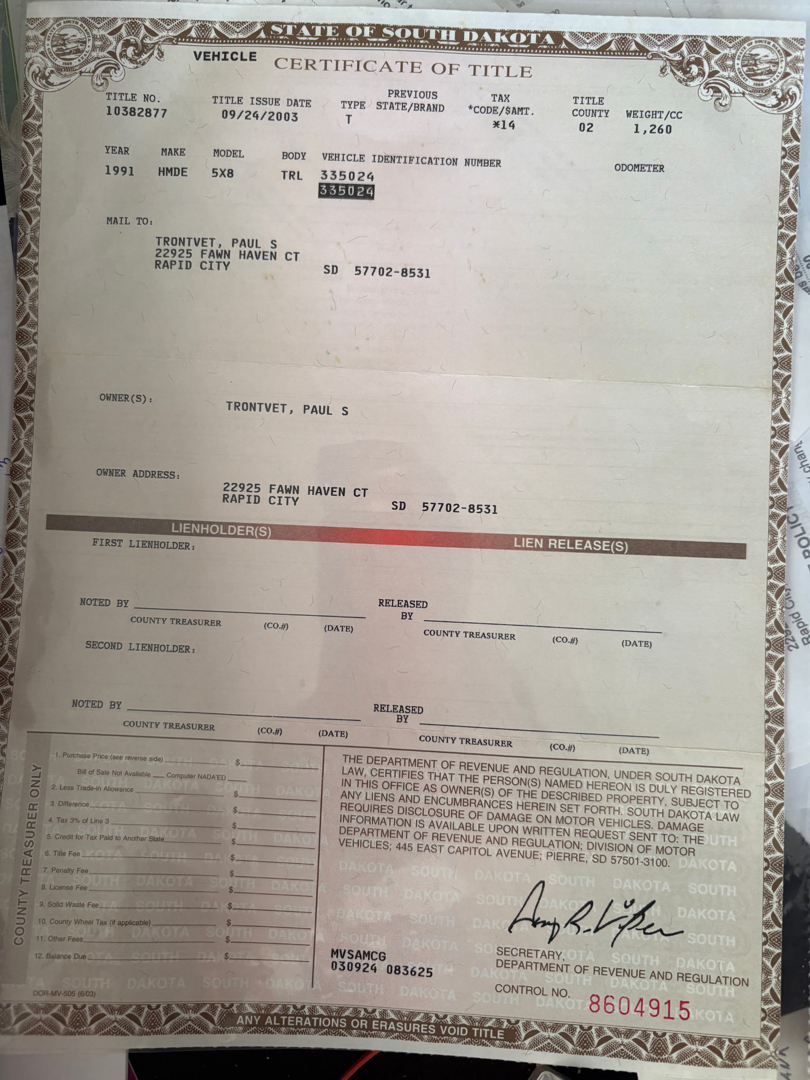 STATE OF SOUTH DAKOTA
VEHICLE
CERTIFICATE OF TITLE
TITLE NO. TITLE ISSUE DATE TYPE PREVIOUS STATE/BRAND TAX *CODE/$AMT. TITLE COUNTY WEIGHT/CC
10382877 09/24/2003 T *14 02 1,260
YEAR MAKE MODEL BODY VEHICLE IDENTIFICATION NUMBER ODOMETER
1991 HMDE 5X8 TRL 335024
335024
MAIL TO:
TRONTVET, PAUL S
22925 FAWN HAVEN CT
RAPID CITY SD 57702-8531
OWNER(S):
TRONTVET, PAUL S
OWNER ADDRESS:
22925 FAWN HAVEN CT
RAPID CITY SD 57702-8531
LIENHOLDER(S) LIEN RELEASE(S)
FIRST LIENHOLDER:
NOTED BY RELEASED BY
COUNTY TREASURER (CO.#) (DATE) COUNTY TREASURER (CO.#) (DATE)
SECOND LIENHOLDER:
NOTED BY RELEASED BY
COUNTY TREASURER (CO.#) (DATE) COUNTY TREASURER (CO.#) (DATE)
COUNTY TREASURER ONLY
1. Purchase Price (see reverse side) $
Bill of Sale Not Available Computer NADA'ED
2. Less Trade-in Allowance $
3. Difference $
4. Tax 3% of Line 3 $
5. Credit for Tax Paid to Another State $
6. Title Fee $
7. Penalty Fee $
8. License Fee $
9. Solid Waste Fee $
10. County Wheel Tax (if applicable) $
11. Other Fees $
12. Balance Due $
THE DEPARTMENT OF REVENUE AND REGULATION, UNDER SOUTH DAKOTA
LAW, CERTIFIES THAT THE PERSON(S) NAMED HEREON IS DULY REGISTERED
IN THIS OFFICE AS OWNER(S) OF THE DESCRIBED PROPERTY, SUBJECT TO
ANY LIENS AND ENCUMBRANCES HEREIN SET FORTH. SOUTH DAKOTA LAW
REQUIRES DISCLOSURE OF DAMAGE ON MOTOR VEHICLES. DAMAGE
INFORMATION IS AVAILABLE UPON WRITTEN REQUEST SENT TO: THE
DEPARTMENT OF REVENUE AND REGULATION; DIVISION OF MOTOR
VEHICLES; 445 EAST CAPITOL AVENUE; PIERRE, SD 57501-3100.
MVSAMCG
030924 083625
SECRETARY,
DEPARTMENT OF REVENUE AND REGULATION
CONTROL NO. 8604915
DOR-MV-505 (6/03)
ANY ALTERATIONS OR ERASURES VOID TITLE